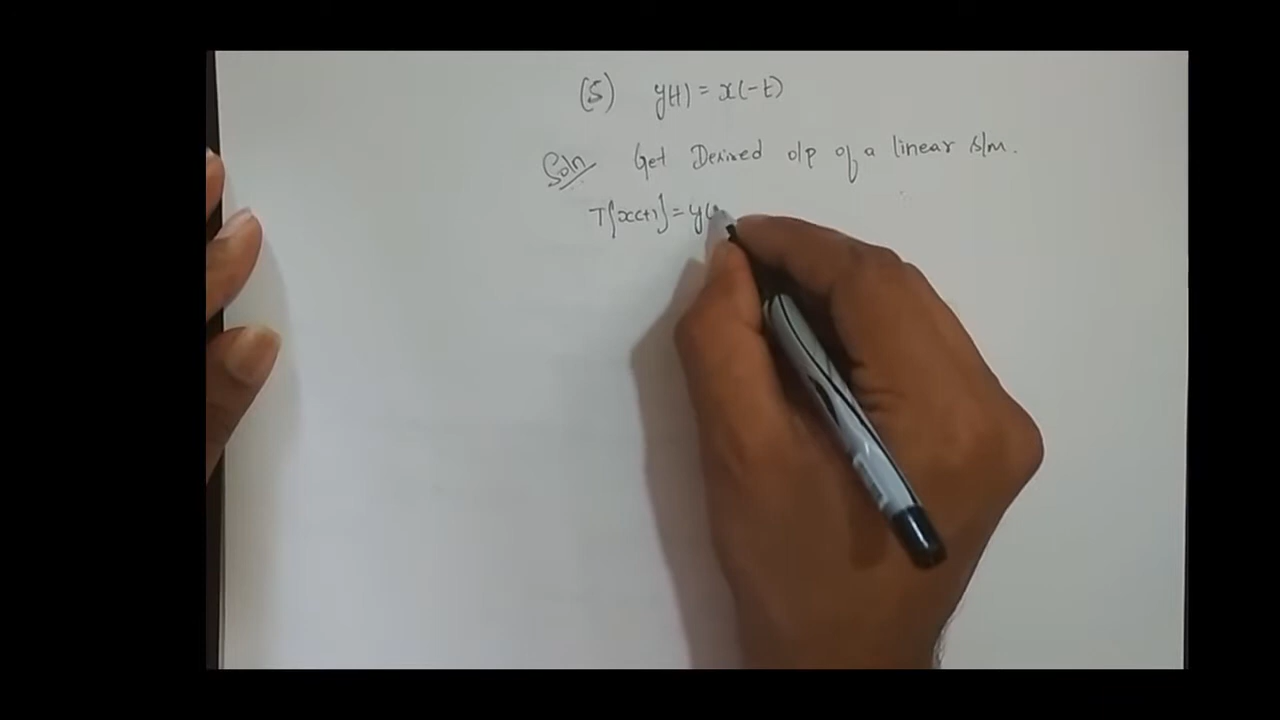 (5) y(t) = x(-t)
Soln Get Desired o/p of a linear s/m.
T{x(t)} = y(